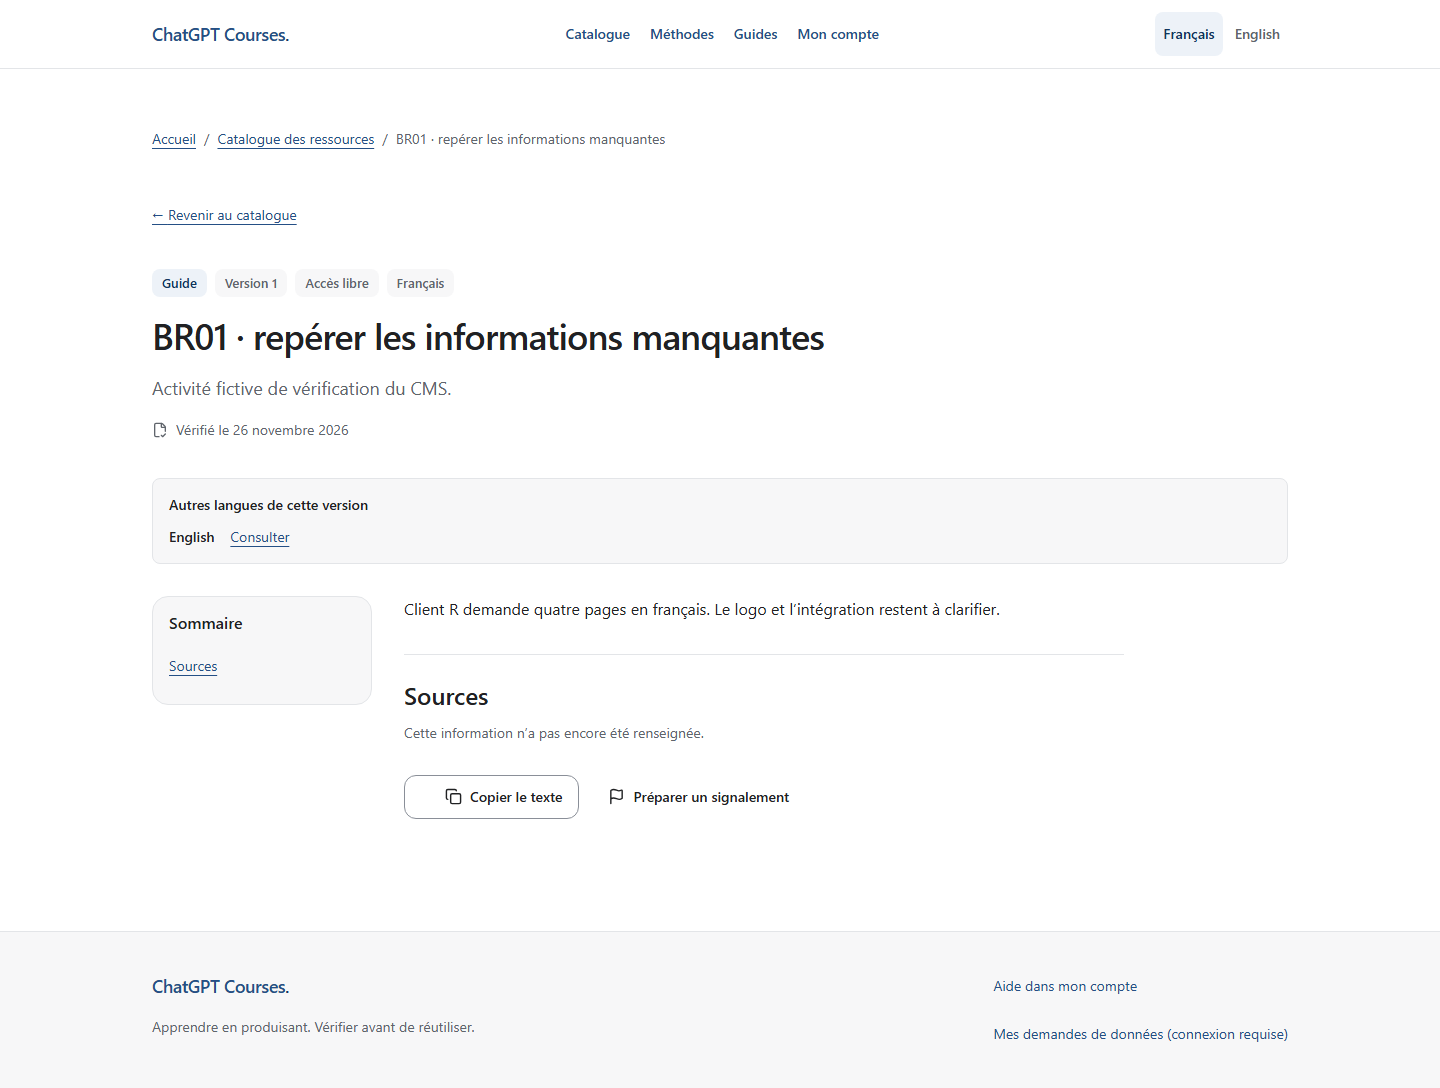 ChatGPT Courses.
Catalogue
Méthodes
Guides
Mon compte
Français
English
Accueil / Catalogue des ressources / BR01 · repérer les informations manquantes
← Revenir au catalogue
Guide
Version 1
Accès libre
Français
BR01 · repérer les informations manquantes
Activité fictive de vérification du CMS.
Vérifié le 26 novembre 2026
Autres langues de cette version
English Consulter
Sommaire
Sources
Client R demande quatre pages en français. Le logo et l’intégration restent à clarifier.
Sources
Cette information n’a pas encore été renseignée.
Copier le texte
Préparer un signalement
ChatGPT Courses.
Apprendre en produisant. Vérifier avant de réutiliser.
Aide dans mon compte
Mes demandes de données (connexion requise)